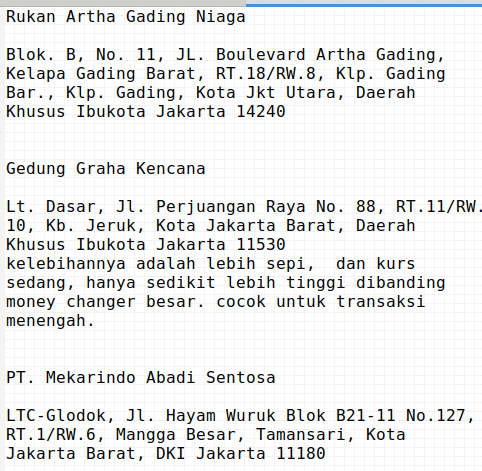 Rukan Artha Gading Niaga
Blok. B, No. 11, JL. Boulevard Artha Gading,
Kelapa Gading Barat, RT.18/RW.8, Klp. Gading
Bar., Klp. Gading, Kota Jkt Utara, Daerah
Khusus Ibukota Jakarta 14240
Gedung Graha Kencana
Lt. Dasar, Jl. Perjuangan Raya No. 88, RT.11/RW.
10, Kb. Jeruk, Kota Jakarta Barat, Daerah
Khusus Ibukota Jakarta 11530
kelebihannya adalah lebih sepi,  dan kurs
sedang, hanya sedikit lebih tinggi dibanding
money changer besar. cocok untuk transaksi
menengah.
PT. Mekarindo Abadi Sentosa
LTC-Glodok, Jl. Hayam Wuruk Blok B21-11 No.127,
RT.1/RW.6, Mangga Besar, Tamansari, Kota
Jakarta Barat, DKI Jakarta 11180